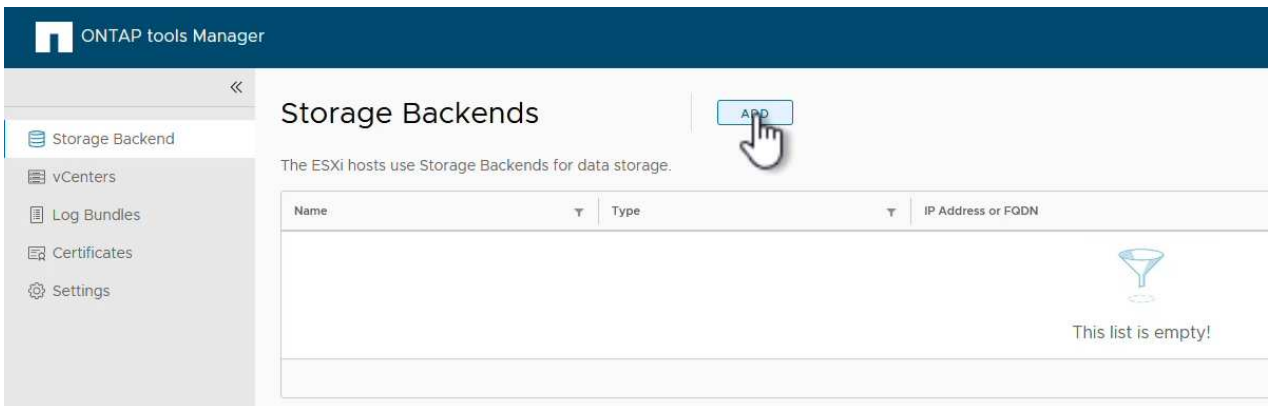 ONTAP tools Manager
Storage Backend
vCenters
Log Bundles
Certificates
Settings
Storage Backends
ADD
The ESXi hosts use Storage Backends for data storage.
Name Type IP Address or FQDN
This list is empty!